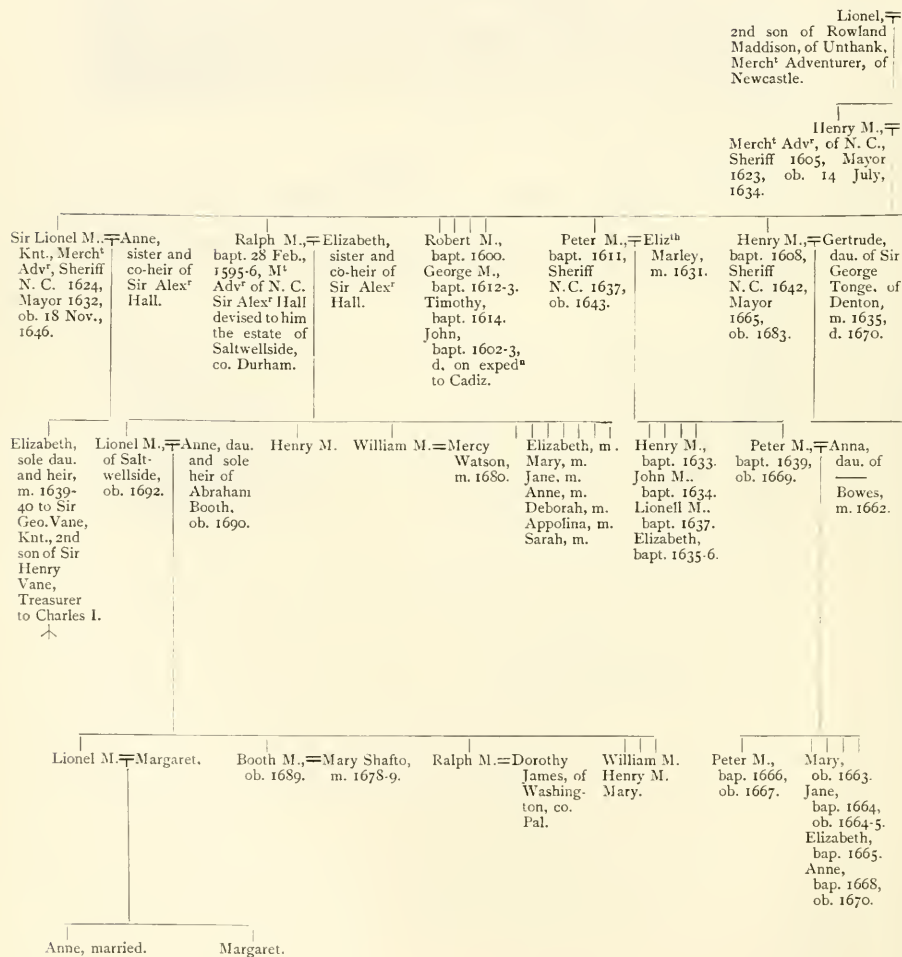 Lionel,
2nd son of Rowland
Maddison, of Unthank,
Mercht Adventurer, of
Newcastle.
Henry M.,
Mercht Advr, of N. C.,
Sheriff 1605, Mayor
1623, ob. 14 July,
1634.
Sir Lionel M..
Knt., Mercht
Advr, Sheriff
N. C. 1624,
Mayor 1632,
ob. 18 Nov.,
1646.
Anne,
sister and
co-heir of
Sir Alexr
Hall.
Ralph M.,
bapt. 28 Feb.,
1595-6, Mt
Advr of N. C.
Sir Alexr Hall
devised to him
the estate of
Saltwellside,
co. Durham.
Elizabeth,
sister and
co-heir of
Sir Alexr
Hall.
Robert M.,
bapt. 1600.
George M.,
bapt. 1612-3.
Timothy,
bapt. 1614.
John,
bapt. 1602-3,
d. on expedn
to Cadiz.
Peter M.,
bapt. 1611,
Sheriff
N.C. 1637,
ob. 1643.
Elizth
Marley,
m. 1631.
Henry M.,
bapt. 1608,
Sheriff
N.C. 1642,
Mayor
1665,
ob. 1683.
Gertrude,
dau. of Sir
George
Tonge, of
Denton,
m. 1635,
d. 1670.
Elizabeth,
sole dau.
and heir,
m. 1639-
40 to Sir
Geo. Vane,
Knt., 2nd
son of Sir
Henry
Vane,
Treasurer
to Charles I.
Lionel M.,
of Salt-
wellside,
ob. 1692.
Anne, dau.
and sole
heir of
Abraham
Booth,
ob. 1690.
Henry M.
William M.=Mercy
Watson,
m. 1680.
Elizabeth, m.
Mary, m.
Jane, m.
Anne, m.
Deborah, m.
Appolina, m.
Sarah, m.
Henry M.,
bapt. 1633.
John M..
bapt. 1634.
Lionell M..
bapt. 1637.
Elizabeth,
bapt. 1635-6.
Peter M.,
bapt. 1639,
ob. 1669.
Anna,
dau. of
——
Bowes,
m. 1662.
Lionel M.
Margaret.
Booth M.,=Mary Shafto,
ob. 1689. m. 1678-9.
Ralph M.=Dorothy
James, of
Washing-
ton, co.
Pal.
William M.
Henry M.
Mary.
Peter M.,
bap. 1666,
ob. 1667.
Mary,
ob. 1663.
Jane,
bap. 1664,
ob. 1664-5.
Elizabeth,
bap. 1665.
Anne,
bap. 1668,
ob. 1670.
Anne, married.
Margaret.